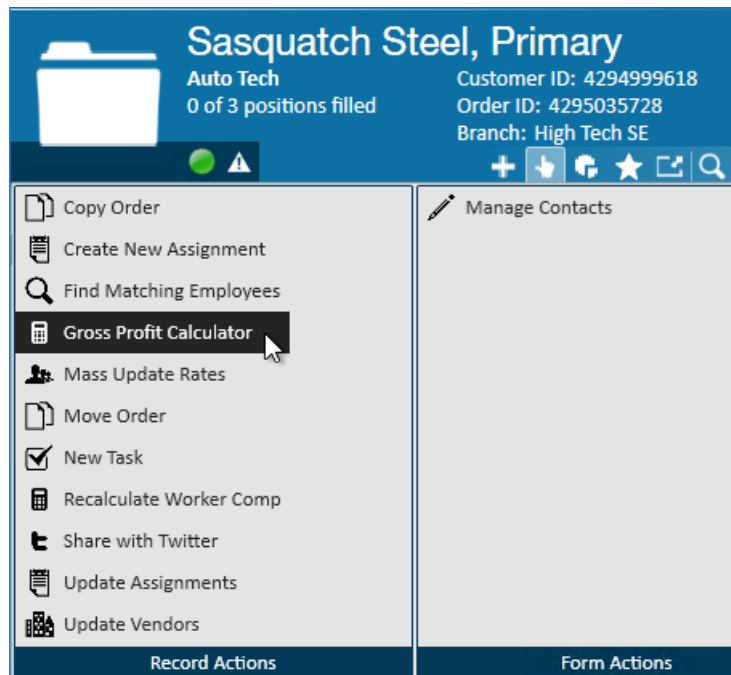 Sasquatch Steel, Primary
Auto Tech
0 of 3 positions filled
Customer ID: 4294999618
Order ID: 4295035728
Branch: High Tech SE
Copy Order
Create New Assignment
Find Matching Employees
Gross Profit Calculator
Mass Update Rates
Move Order
New Task
Recalculate Worker Comp
Share with Twitter
Update Assignments
Update Vendors
Record Actions
Manage Contacts
Form Actions